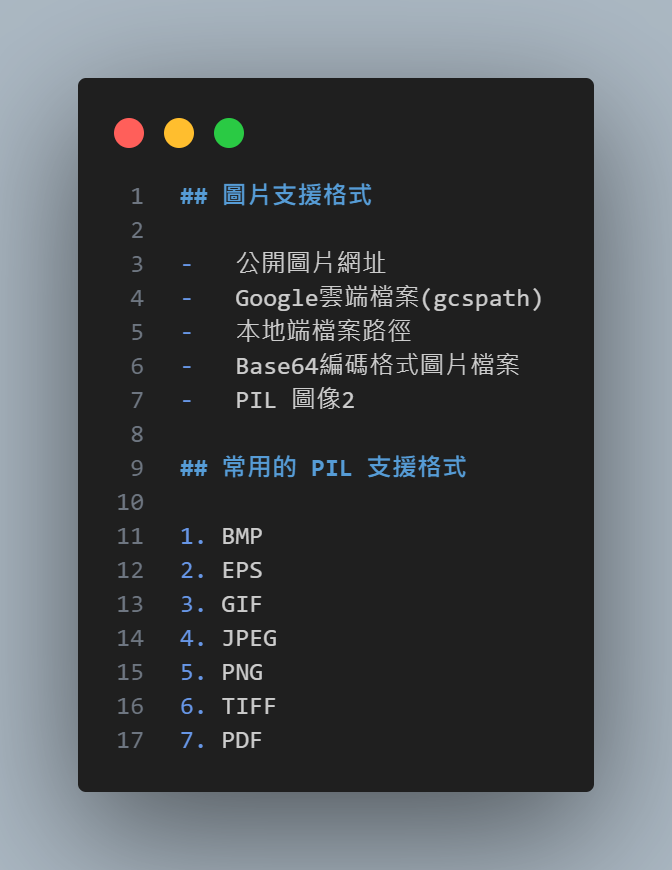 1 ## 圖片支援格式
2
3 - 公開圖片網址
4 - Google雲端檔案(gcspath)
5 - 本地端檔案路徑
6 - Base64編碼格式圖片檔案
7 - PIL 圖像2
8
9 ## 常用的 PIL 支援格式
10
11 1. BMP
12 2. EPS
13 3. GIF
14 4. JPEG
15 5. PNG
16 6. TIFF
17 7. PDF